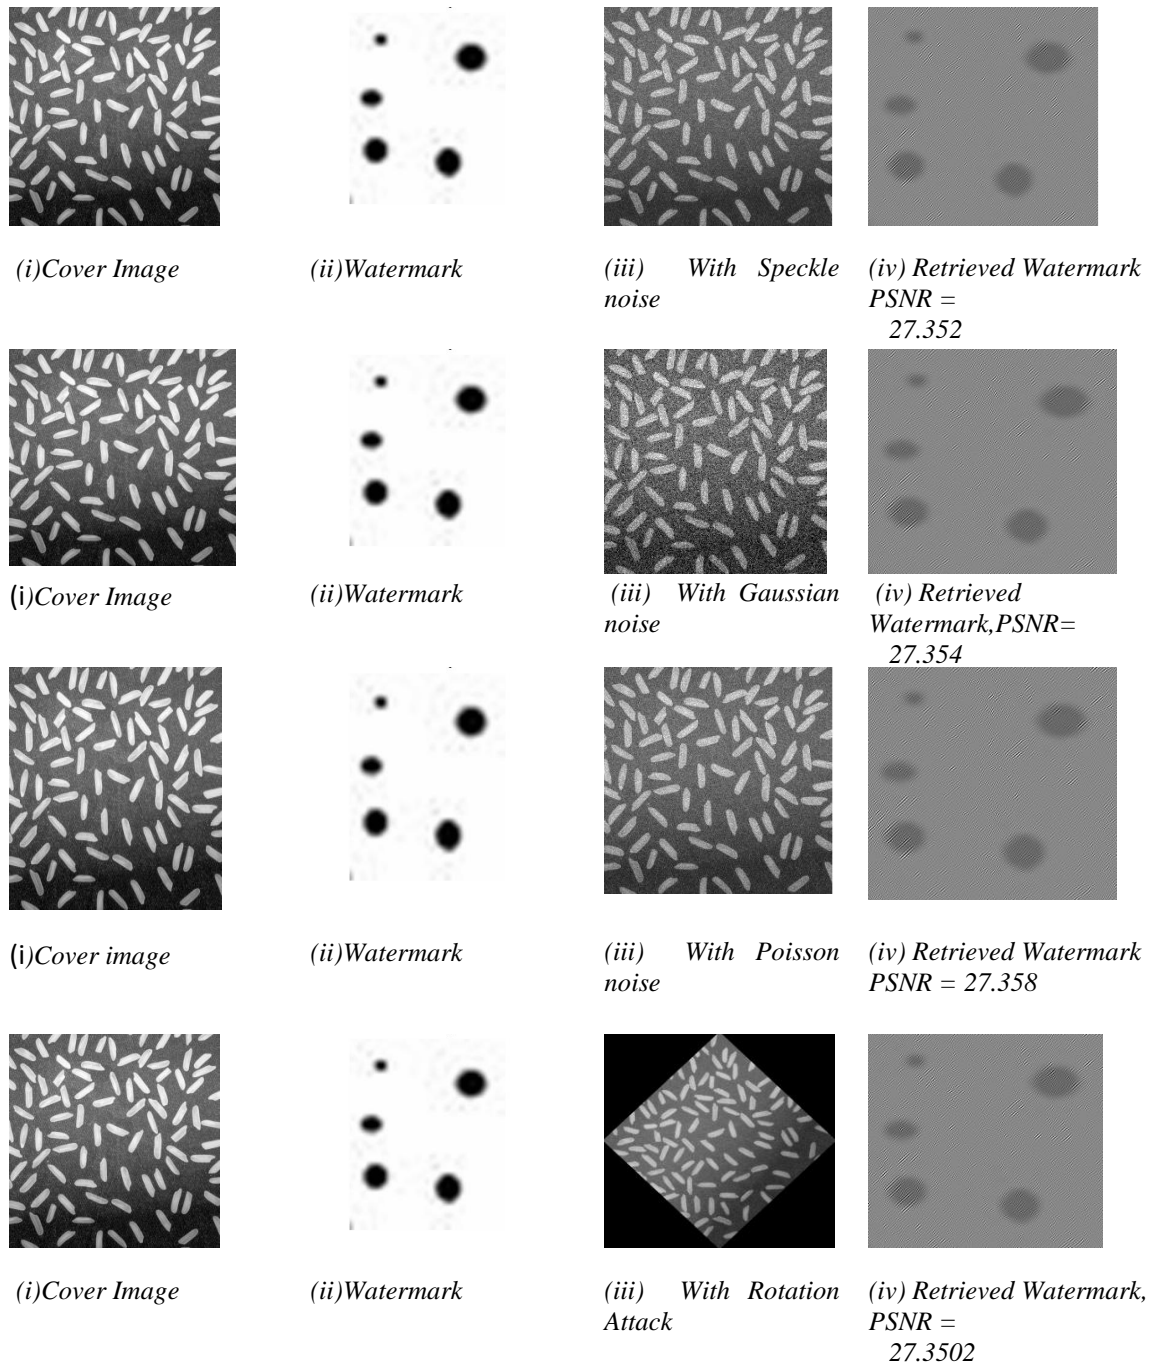 (i)Cover Image
(ii)Watermark
(iii) With Speckle
noise
(iv) Retrieved Watermark
PSNR =
27.352
(i)Cover Image
(ii)Watermark
(iii) With Gaussian
noise
(iv) Retrieved
Watermark,PSNR=
27.354
(i)Cover image
(ii)Watermark
(iii) With Poisson
noise
(iv) Retrieved Watermark
PSNR = 27.358
(i)Cover Image
(ii)Watermark
(iii) With Rotation
Attack
(iv) Retrieved Watermark,
PSNR =
27.3502